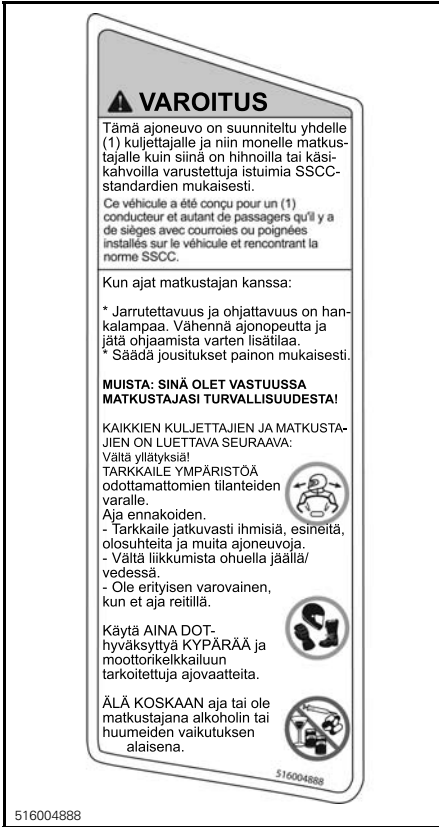 VAROITUS
Tämä ajoneuvo on suunniteltu yhdelle
(1) kuljettajalle ja niin monelle matkus-
tajalle kuin siinä on hihnoilla tai käsi-
kahvoilla varustettuja istuimia SSCC-
standardien mukaisesti.
Ce véhicule a été conçu pour un (1)
conducteur et autant de passagers qu'il y a
de sièges avec courroies ou poignées
installés sur le véhicule et rencontrant la
norme SSCC.
Kun ajat matkustajan kanssa:
* Jarrutettavuus ja ohjattavuus on han-
kalampaa. Vähennä ajonopeutta ja
jätä ohjaamista varten lisätilaa.
* Säädä jousitukset painon mukaisesti.
MUISTA: SINÄ OLET VASTUUSSA
MATKUSTAJASI TURVALLISUUDESTA!
KAIKKIEN KULJETTAJIEN JA MATKUSTA-
JIEN ON LUETTAVA SEURAAVA:
Vältä yllätyksiä!
TARKKAILE YMPÄRISTÖÄ
odottamattomien tilanteiden
varalle.
Aja ennakoiden.
- Tarkkaile jatkuvasti ihmisiä, esineitä,
olosuhteita ja muita ajoneuvoja.
- Vältä liikkumista ohuella jäällä/
vedessä.
- Ole erityisen varovainen,
kun et aja reitillä.
Käytä AINA DOT-
hyväksyttyä KYPÄRÄÄ ja
moottorikelkkailuun
tarkoitettuja ajovaatteita.
ÄLÄ KOSKAAN aja tai ole
matkustajana alkoholin tai
huumeiden vaikutuksen
alaisena.
516004888
516004888